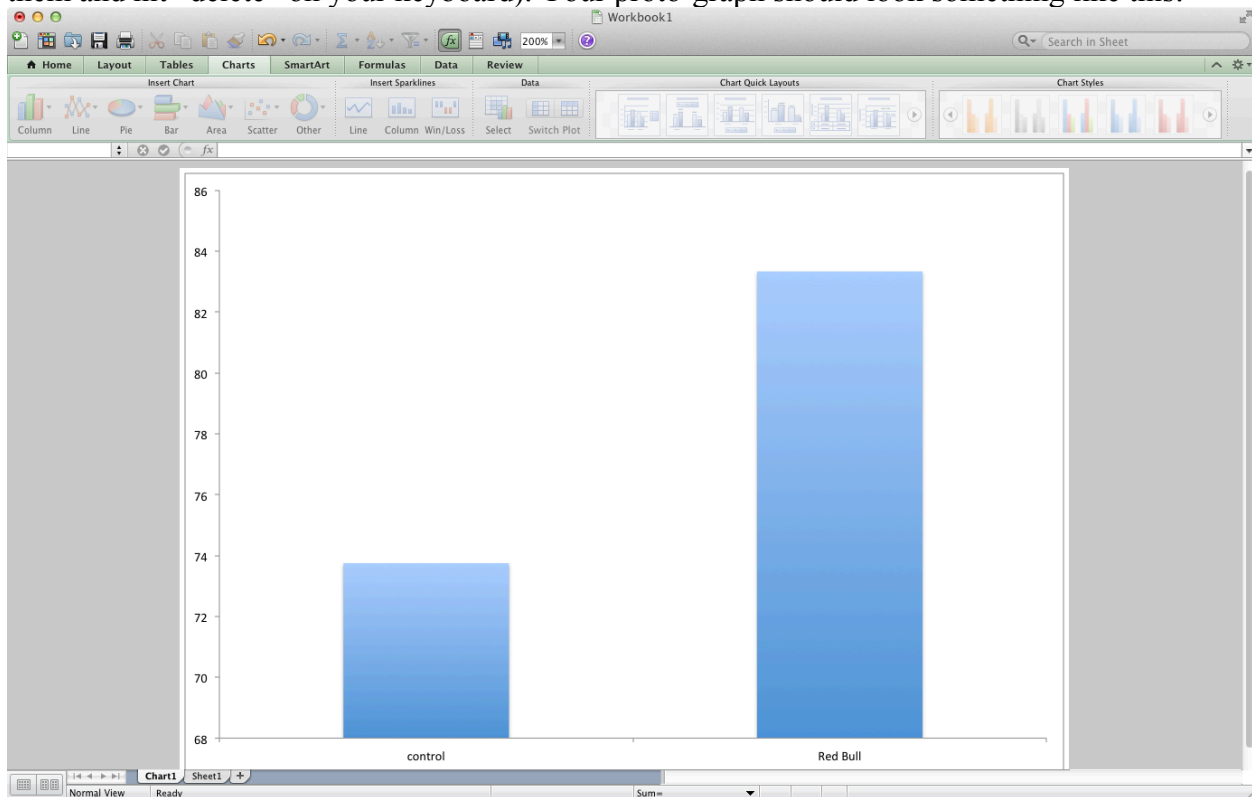 them and hit "delete" on your keyboard). Your proto-graph should look something like this:
Workbook1
200%
Search in Sheet
Home Layout Tables Charts SmartArt Formulas Data Review
Insert Chart Insert Sparklines Data Chart Quick Layouts Chart Styles
Column Line Pie Bar Area Scatter Other Line Column Win/Loss Select Switch Plot
fx
86
84
82
80
78
76
74
72
70
68
control Red Bull
Chart1 Sheet1
Normal View Ready Sum=